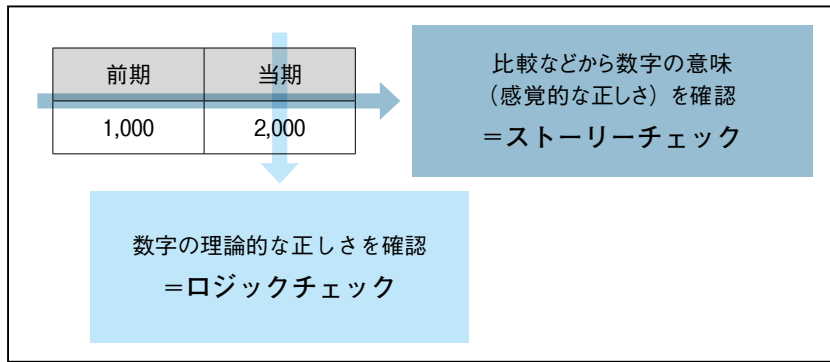 前期 当期
1,000 2,000
比較などから数字の意味
（感覚的な正しさ）を確認
＝ストーリーチェック
数字の理論的な正しさを確認
＝ロジックチェック